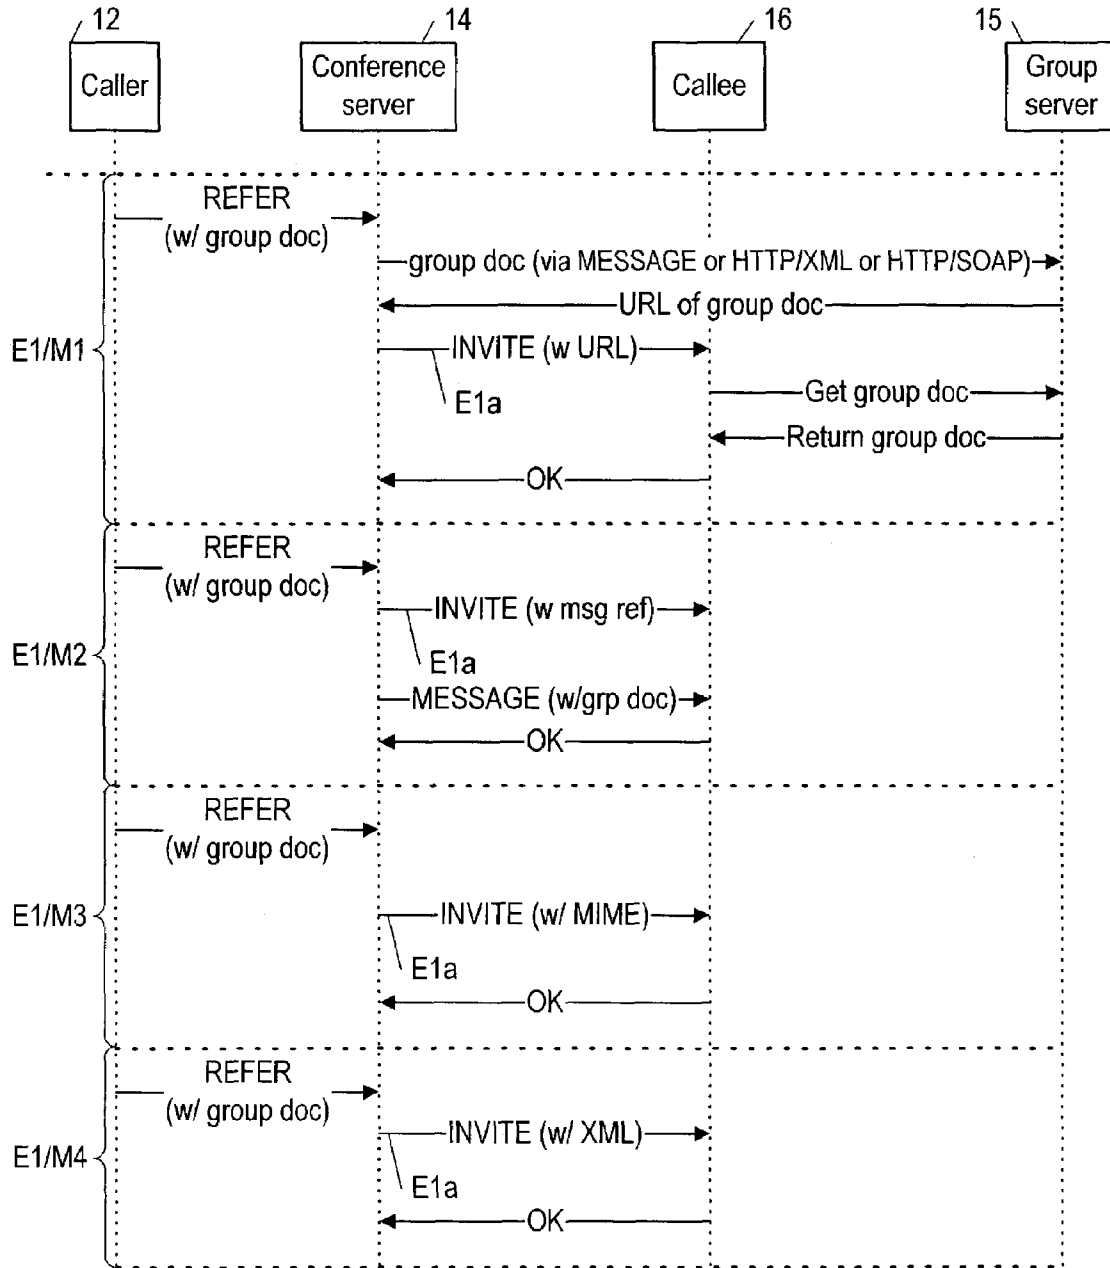 12
14
16
15
Caller
Conference
server
Callee
Group
server
E1/M1
REFER
(w/ group doc)
group doc (via MESSAGE or HTTP/XML or HTTP/SOAP)
URL of group doc
INVITE (w URL)
E1a
Get group doc
Return group doc
OK
E1/M2
REFER
(w/ group doc)
INVITE (w msg ref)
E1a
MESSAGE (w/grp doc)
OK
E1/M3
REFER
(w/ group doc)
INVITE (w/ MIME)
E1a
OK
E1/M4
REFER
(w/ group doc)
INVITE (w/ XML)
E1a
OK